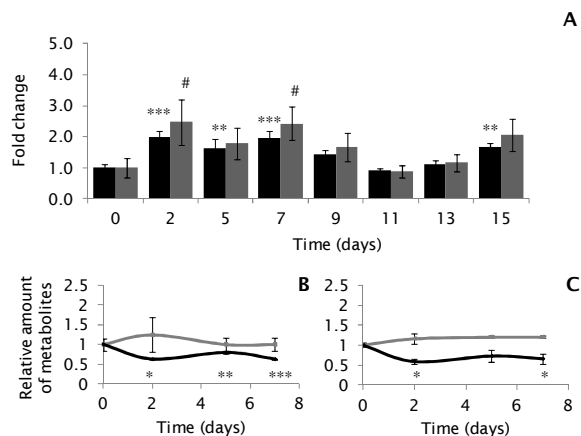 A
Fold change
5.0
4.0
3.0
2.0
1.0
0.0
*** # ** *** # **
0 2 5 7 9 11 13 15
Time (days)
B
Relative amount
of metabolites
2.5
2
1.5
1
0.5
0
* ** ***
0 2 4 6 8
Time (days)
C
2.5
2
1.5
1
0.5
0
* *
0 2 4 6 8
Time (days)